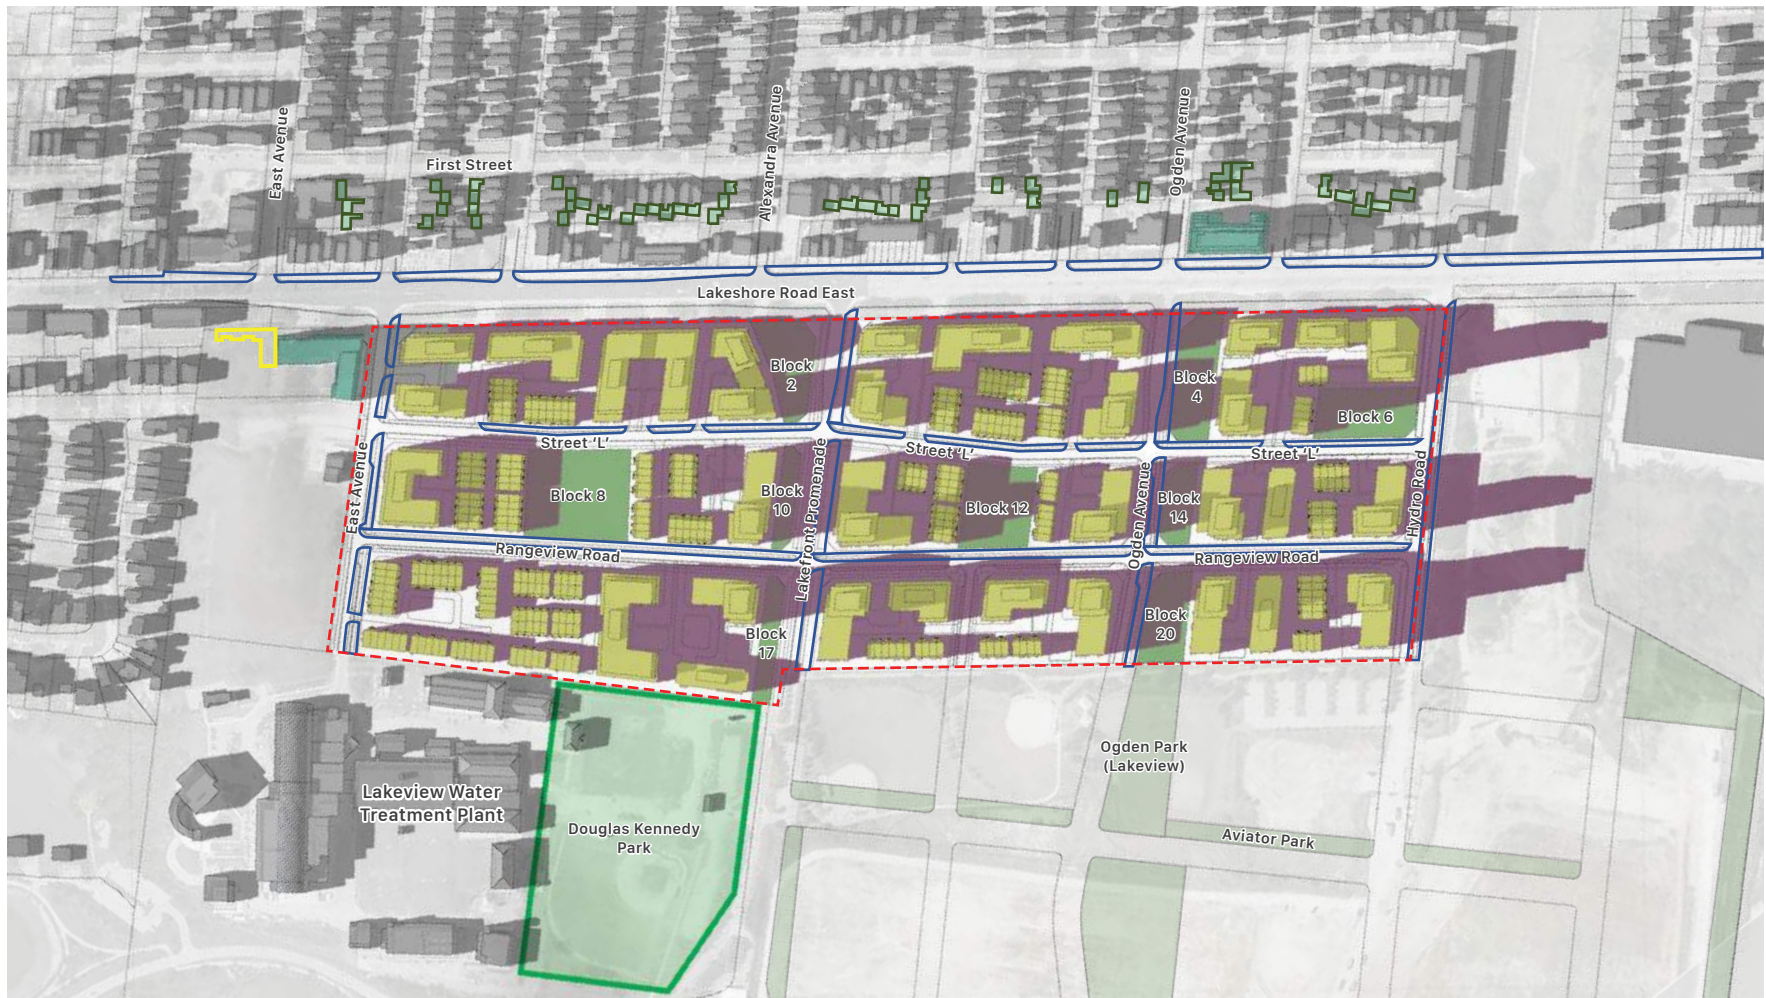 East Avenue
First Street
Alexandra Avenue
Ogden Avenue
Lakeshore Road East
Block
2
Block
4
Block 6
Street ‘L’
Street ‘L’
Street ‘L’
East Avenue
Block 8
Block
10
Lakefront Promenade
Block 12
Ogden Avenue
Block
14
Hydro Road
Rangeview Road
Rangeview Road
Block
17
Block
20
Ogden Park
(Lakeview)
Lakeview Water
Treatment Plant
Douglas Kennedy
Park
Aviator Park